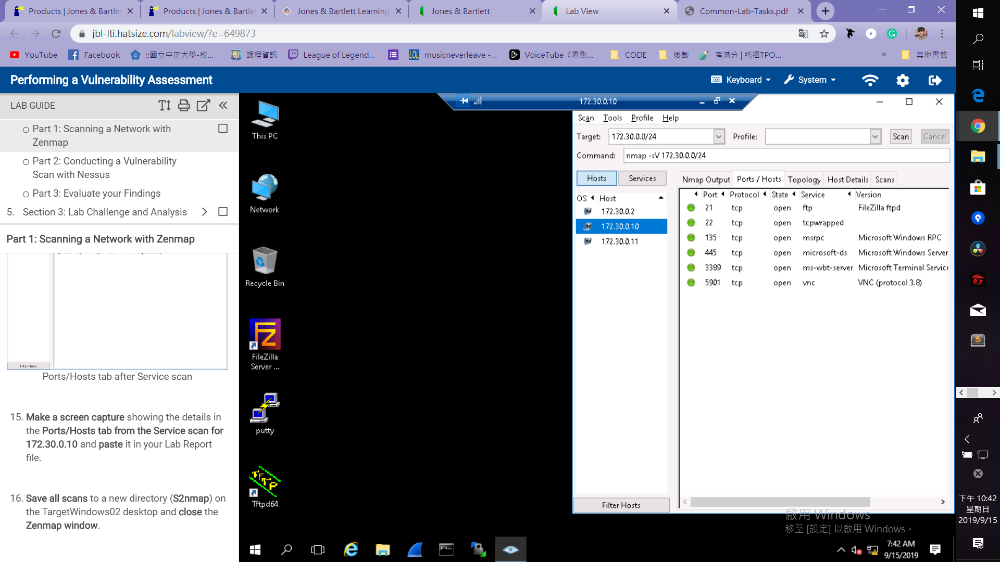 Products | Jones & Bartlet
Products | Jones & Bartle
Jones & Bartlett Learning
Jones & Bartlett
Lab View
Common-Lab-Tasks.pdf
jbl-lti.hatsize.com/labview/?e=649873
YouTube
Facebook
::國立中正大學-校...
課程資訊
League of Legend...
musicneverleave -...
VoiceTube《看影...
CODE
後製
考满分 | 托福TPO...
»
其他書籤
Performing a Vulnerability Assessment
Keyboard
System
LAB GUIDE
Part 1: Scanning a Network with
Zenmap
Part 2: Conducting a Vulnerability
Scan with Nessus
Part 3: Evaluate your Findings
5. Section 3: Lab Challenge and Analysis
Part 1: Scanning a Network with Zenmap
Filter Hosts
Ports/Hosts tab after Service scan
15. Make a screen capture showing the details in
the Ports/Hosts tab from the Service scan for
172.30.0.10 and paste it in your Lab Report
file.
16. Save all scans to a new directory (S2nmap) on
the TargetWindows02 desktop and close the
Zenmap window.
This PC
Network
Recycle Bin
FileZilla
Server ...
putty
Tftpd64
172.30.0.10
Scan Tools Profile Help
Target: 172.30.0.0/24 Profile: Scan Cancel
Command: nmap -sV 172.30.0.0/24
Hosts Services
Nmap Output Ports / Hosts Topology Host Details Scans
OS Host
172.30.0.2
172.30.0.10
172.30.0.11
Port Protocol State Service Version
21 tcp open ftp FileZilla ftpd
22 tcp open tcpwrapped
135 tcp open msrpc Microsoft Windows RPC
445 tcp open microsoft-ds Microsoft Windows Server
3389 tcp open ms-wbt-server Microsoft Terminal Service
5901 tcp open vnc VNC (protocol 3.8)
Filter Hosts
啟用 Windows
移至 [設定] 以啟用 Windows。
7:42 AM
9/15/2019
下午 10:42
星期日
2019/9/15